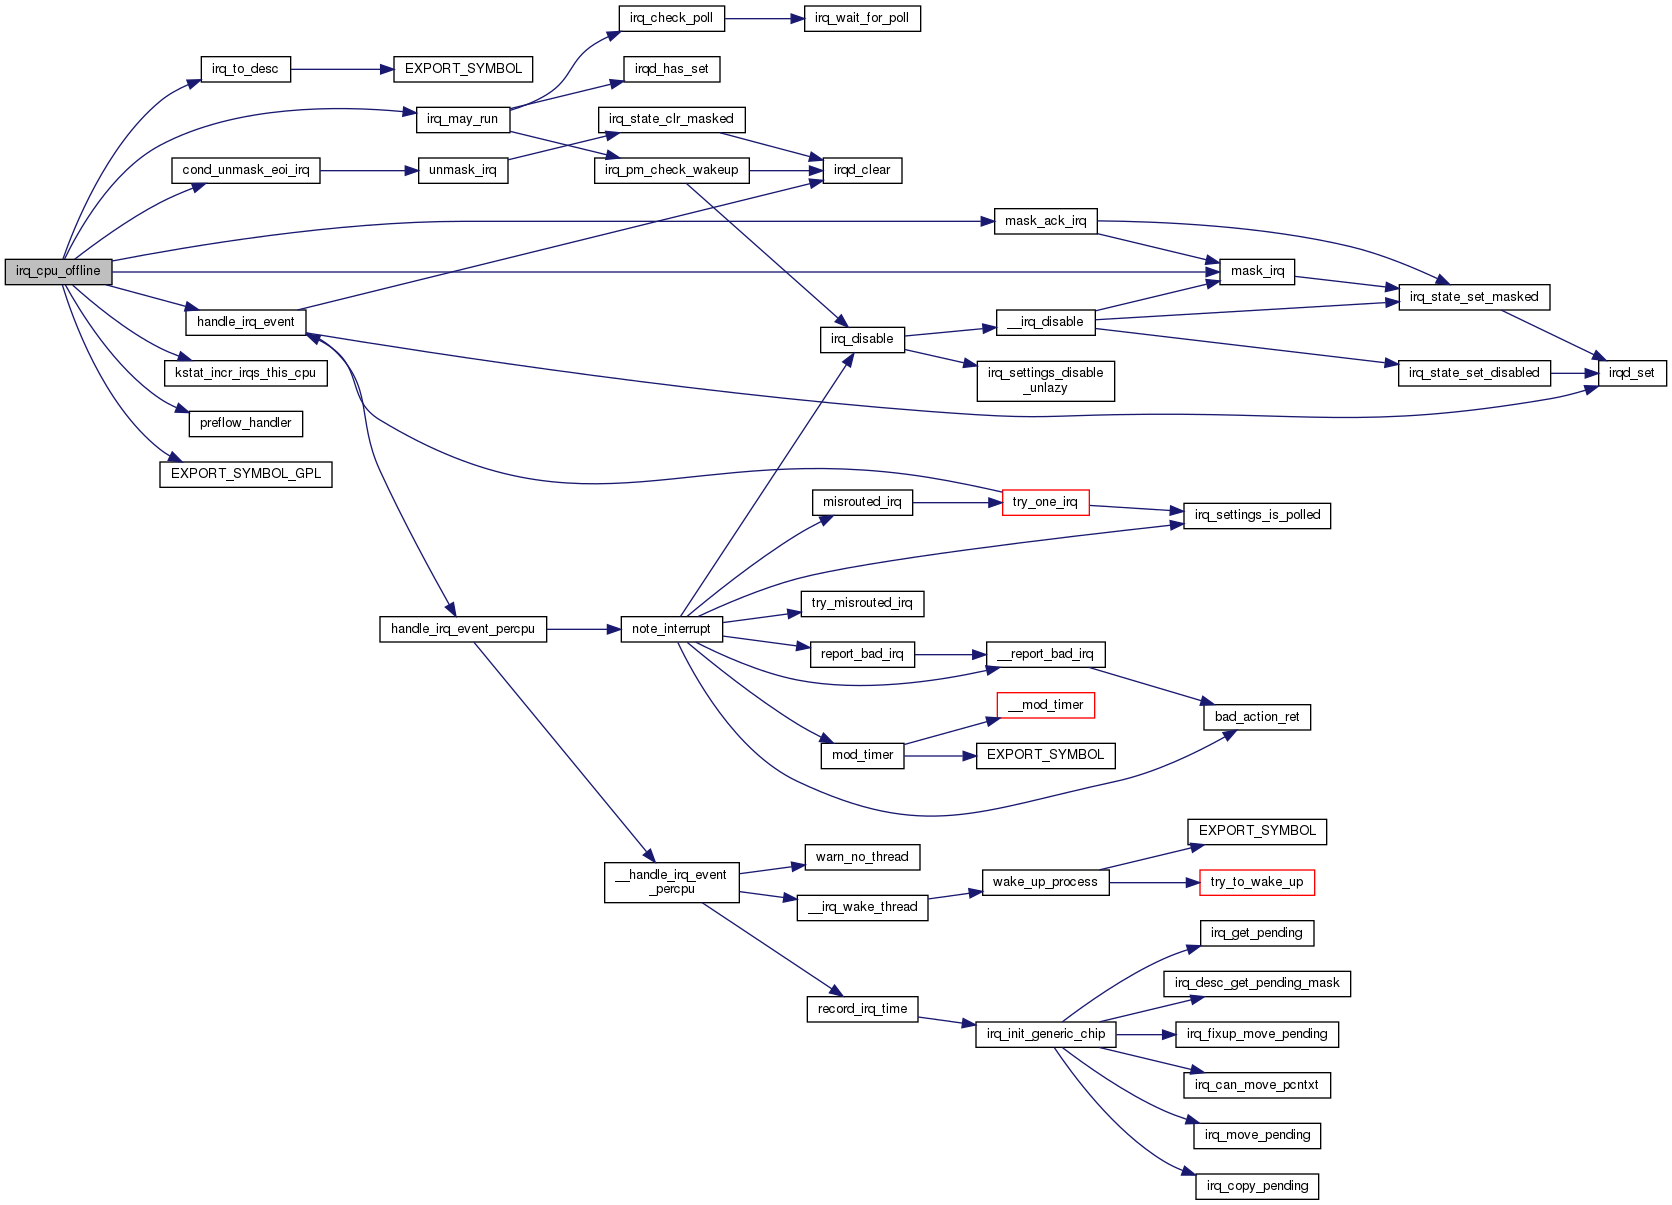 irq_check_poll
irq_wait_for_poll
irq_to_desc
EXPORT_SYMBOL
irqd_has_set
irq_may_run
irq_state_clr_masked
cond_unmask_eoi_irq
unmask_irq
irq_pm_check_wakeup
irqd_clear
mask_ack_irq
irq_cpu_offline
mask_irq
irq_state_set_masked
handle_irq_event
__irq_disable
irq_disable
kstat_incr_irqs_this_cpu
irq_settings_disable
_unlazy
irq_state_set_disabled
irqd_set
preflow_handler
EXPORT_SYMBOL_GPL
misrouted_irq
try_one_irq
irq_settings_is_polled
try_misrouted_irq
handle_irq_event_percpu
note_interrupt
report_bad_irq
__report_bad_irq
__mod_timer
bad_action_ret
mod_timer
EXPORT_SYMBOL
EXPORT_SYMBOL
warn_no_thread
__handle_irq_event
_percpu
wake_up_process
try_to_wake_up
__irq_wake_thread
irq_get_pending
irq_desc_get_pending_mask
record_irq_time
irq_init_generic_chip
irq_fixup_move_pending
irq_can_move_pcntxt
irq_move_pending
irq_copy_pending